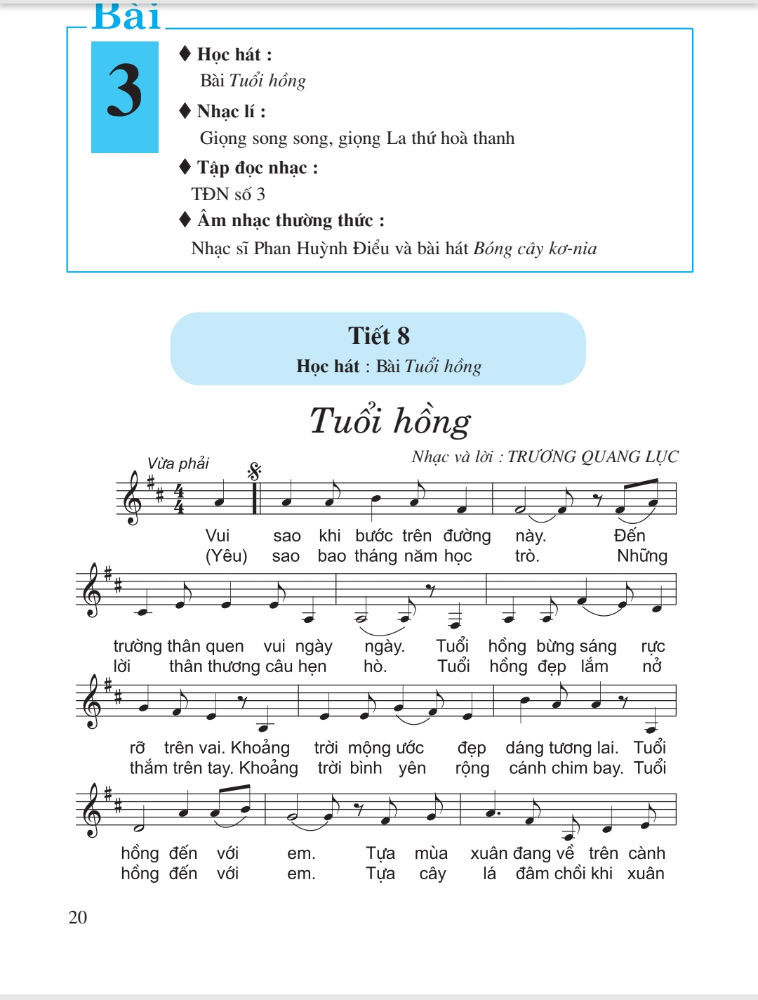 Bài
3
♦ Học hát :
Bài Tuổi hồng
♦ Nhạc lí :
Giọng song song, giọng La thứ hoà thanh
♦ Tập đọc nhạc :
TĐN số 3
♦ Âm nhạc thường thức :
Nhạc sĩ Phan Huỳnh Điểu và bài hát Bóng cây kơ-nia
Tiết 8
Học hát : Bài Tuổi hồng
Tuổi hồng
Nhạc và lời : TRƯƠNG QUANG LỤC
Vừa phải
4
4
Vui sao khi bước trên đường này. Đến
(Yêu) sao bao tháng năm học trò. Những
trường thân quen vui ngày ngày. Tuổi hồng bừng sáng rực
lời thân thương câu hẹn hò. Tuổi hồng đẹp lắm nở
rỡ trên vai. Khoảng trời mộng ước đẹp dáng tương lai. Tuổi
thắm trên tay. Khoảng trời bình yên rộng cánh chim bay. Tuổi
hồng đến với em. Tựa mùa xuân đang về trên cành
hồng đến với em. Tựa cây lá đâm chồi khi xuân
20